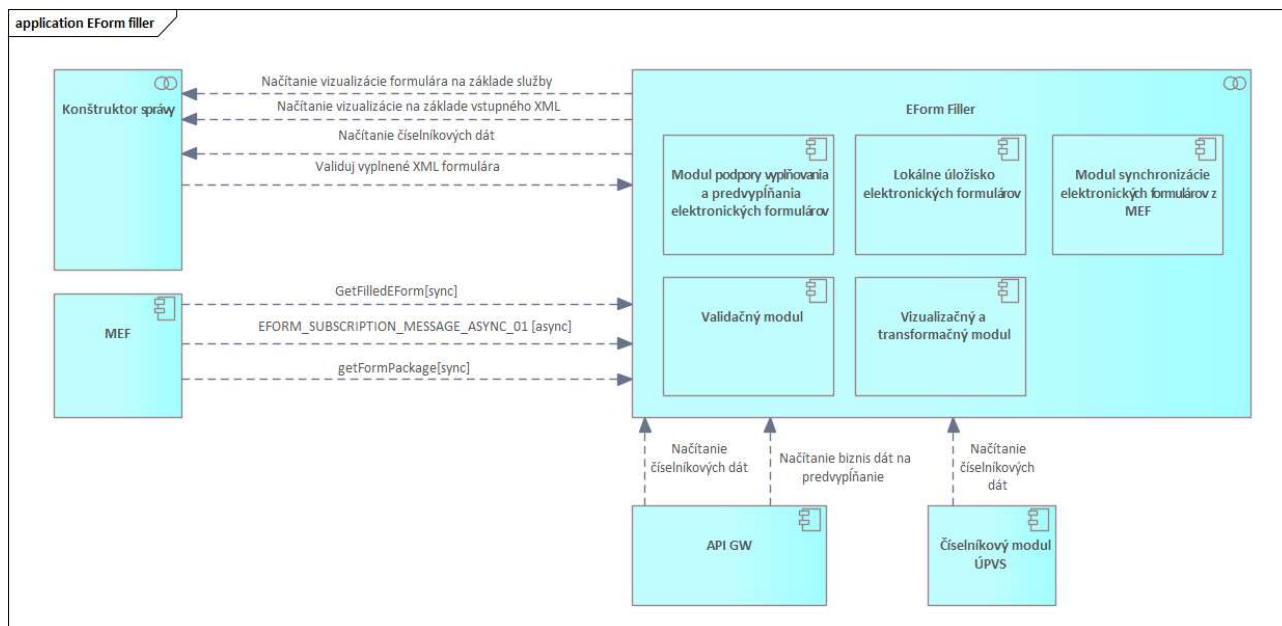 application EForm filler
Konštruktor správy
Načítanie vizualizácie formulára na základe služby
Načítanie vizualizácie na základe vstupného XML
Načítanie číselníkových dát
Validuj vyplnené XML formulára
EForm Filler
Modul podpory vyplňovania
a predvypĺňania
elektronických formulárov
Lokálne úložisko
elektronických formulárov
Modul synchronizácie
elektronických formulárov z
MEF
Validačný modul
Vizualizačný a
transformačný modul
MEF
GetFilledEForm[sync]
EFORM_SUBSCRIPTION_MESSAGE_ASYNC_01 [async]
getFormPackage[sync]
Načítanie
číselníkových dát
Načítanie biznis dát na
predvypĺňanie
Načítanie
číselníkových
dát
API GW
Číselníkový modul
ÚPVS